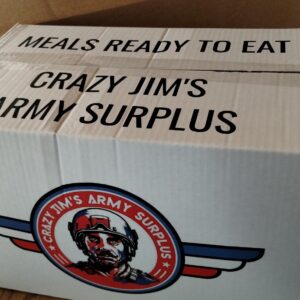 MEALS READY TO EAT
CRAZY JIM'S
ARMY SURPLUS
CRAZY JIM'S ARMY SURPLUS